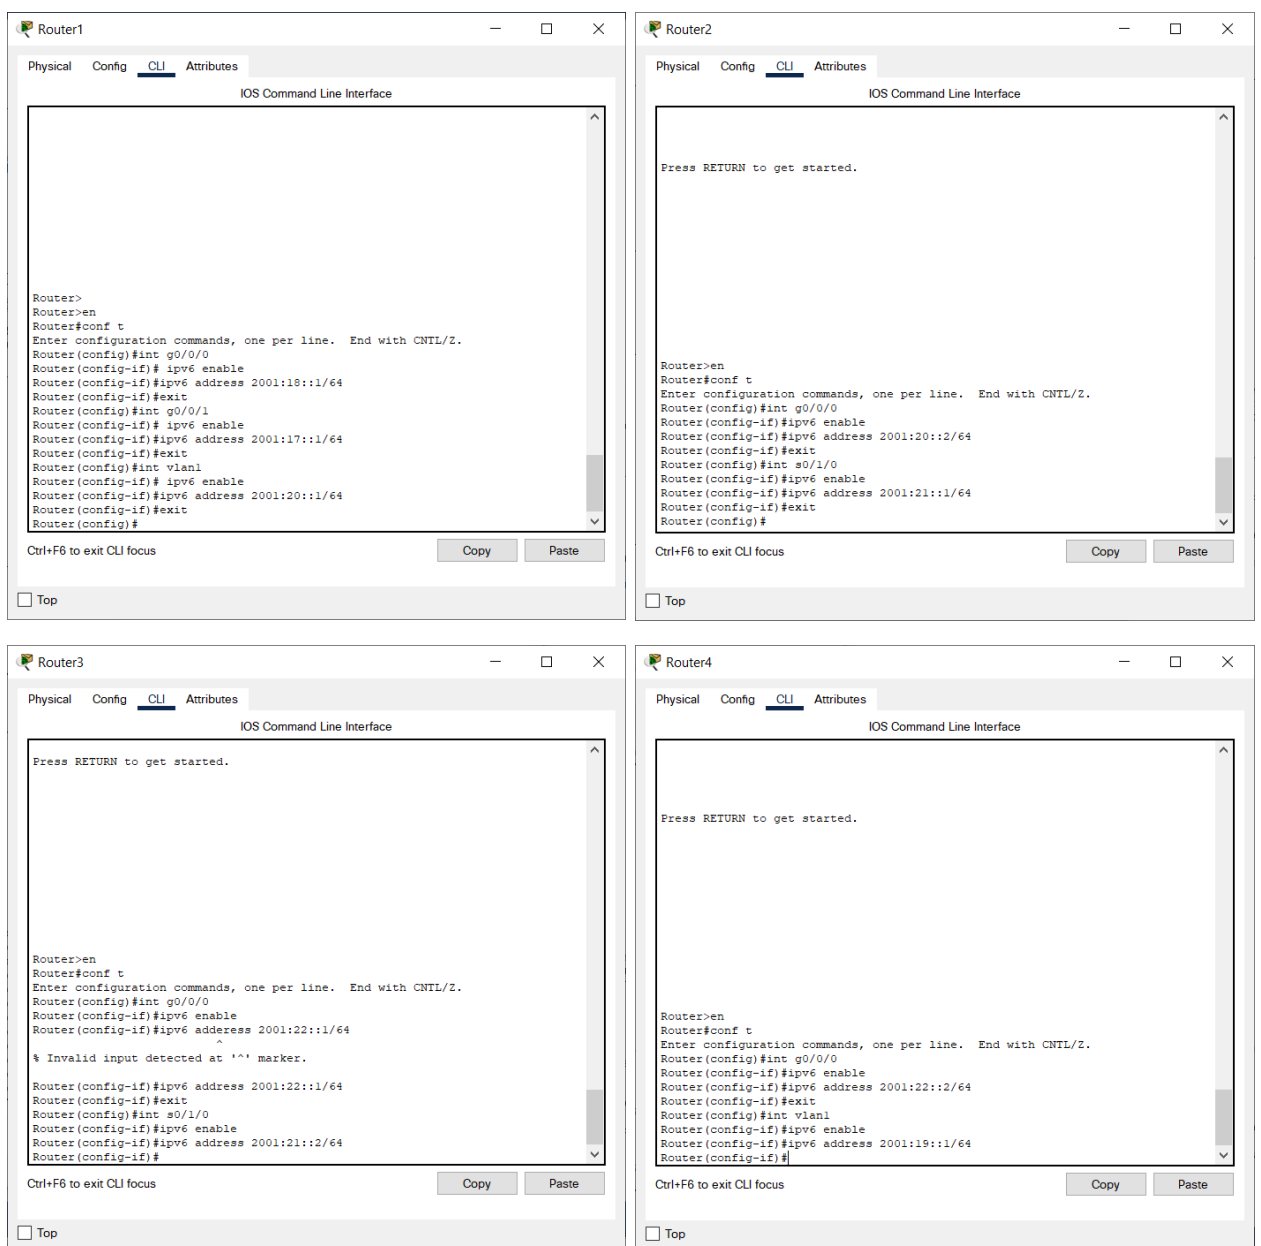 Router1
Physical Config CLI Attributes
IOS Command Line Interface
Router>
Router>en
Router#conf t
Enter configuration commands, one per line.  End with CNTL/Z.
Router(config)#int g0/0/0
Router(config-if)# ipv6 enable
Router(config-if)#ipv6 address 2001:18::1/64
Router(config-if)#exit
Router(config)#int g0/0/1
Router(config-if)# ipv6 enable
Router(config-if)#ipv6 address 2001:17::1/64
Router(config-if)#exit
Router(config)#int vlan1
Router(config-if)# ipv6 enable
Router(config-if)#ipv6 address 2001:20::1/64
Router(config-if)#exit
Router(config)#
Ctrl+F6 to exit CLI focus
Copy Paste
Top
Router2
Physical Config CLI Attributes
IOS Command Line Interface
Press RETURN to get started.
Router>en
Router#conf t
Enter configuration commands, one per line.  End with CNTL/Z.
Router(config)#int g0/0/0
Router(config-if)#ipv6 enable
Router(config-if)#ipv6 address 2001:20::2/64
Router(config-if)#exit
Router(config)#int s0/1/0
Router(config-if)#ipv6 enable
Router(config-if)#ipv6 address 2001:21::1/64
Router(config-if)#exit
Router(config)#
Ctrl+F6 to exit CLI focus
Copy Paste
Top
Router3
Physical Config CLI Attributes
IOS Command Line Interface
Press RETURN to get started.
Router>en
Router#conf t
Enter configuration commands, one per line.  End with CNTL/Z.
Router(config)#int g0/0/0
Router(config-if)#ipv6 enable
Router(config-if)#ipv6 adderess 2001:22::1/64
^
% Invalid input detected at '^' marker.
Router(config-if)#ipv6 address 2001:22::1/64
Router(config-if)#exit
Router(config)#int s0/1/0
Router(config-if)#ipv6 enable
Router(config-if)#ipv6 address 2001:21::2/64
Router(config-if)#
Ctrl+F6 to exit CLI focus
Copy Paste
Top
Router4
Physical Config CLI Attributes
IOS Command Line Interface
Press RETURN to get started.
Router>en
Router#conf t
Enter configuration commands, one per line.  End with CNTL/Z.
Router(config)#int g0/0/0
Router(config-if)#ipv6 enable
Router(config-if)#ipv6 address 2001:22::2/64
Router(config-if)#exit
Router(config)#int vlan1
Router(config-if)#ipv6 enable
Router(config-if)#ipv6 address 2001:19::1/64
Router(config-if)#
Ctrl+F6 to exit CLI focus
Copy Paste
Top